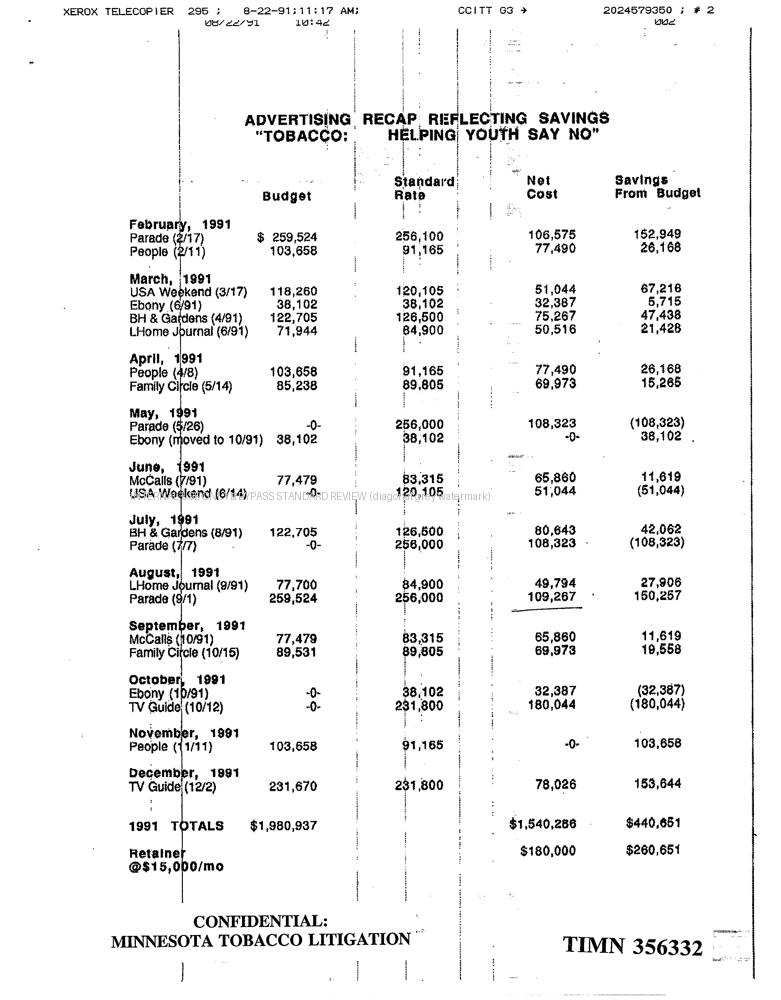 XEROX TELECOPIER 295 ; 8-22-91;11:17 AM; CCITT G3 → 2024579350 ; # 2
08/22/91 10:42 002
ADVERTISING RECAP REFLECTING SAVINGS
"TOBACCO: HELPING YOUTH SAY NO"
Budget Standard Rate Net Cost Savings From Budget
February, 1991
Parade (2/17) $ 259,524 256,100 106,575 152,949
People (2/11) 103,658 91,165 77,490 26,168
March, 1991
USA Weekend (3/17) 118,260 120,105 51,044 67,216
Ebony (6/91) 38,102 38,102 32,387 5,715
BH & Gardens (4/91) 122,705 126,500 75,267 47,438
LHome Journal (6/91) 71,944 84,900 50,516 21,428
April, 1991
People (4/8) 103,658 91,165 77,490 26,168
Family Circle (5/14) 85,238 89,805 69,973 15,265
May, 1991
Parade (5/26) -0- 256,000 108,323 (108,323)
Ebony (moved to 10/91) 38,102 38,102 -0- 38,102
June, 1991
McCalls (7/91) 77,479 83,315 65,860 11,619
USA Weekend (6/14) -0- 120,105 51,044 (51,044)
PASS STANDARD REVIEW (diagonal grey watermark)
July, 1991
BH & Gardens (8/91) 122,705 126,500 80,643 42,062
Parade (7/7) -0- 256,000 108,323 (108,323)
August, 1991
LHome Journal (9/91) 77,700 84,900 49,794 27,906
Parade (9/1) 259,524 256,000 109,267 150,257
September, 1991
McCalls (10/91) 77,479 83,315 65,860 11,619
Family Circle (10/15) 89,531 89,805 69,973 19,558
October, 1991
Ebony (10/91) -0- 38,102 32,387 (32,387)
TV Guide (10/12) -0- 231,800 180,044 (180,044)
November, 1991
People (11/11) 103,658 91,165 -0- 103,658
December, 1991
TV Guide (12/2) 231,670 231,800 78,026 153,644
1991 TOTALS $1,980,937 $1,540,286 $440,651
Retainer $180,000 $260,651
@$15,000/mo
CONFIDENTIAL:
MINNESOTA TOBACCO LITIGATION
TIMN 356332